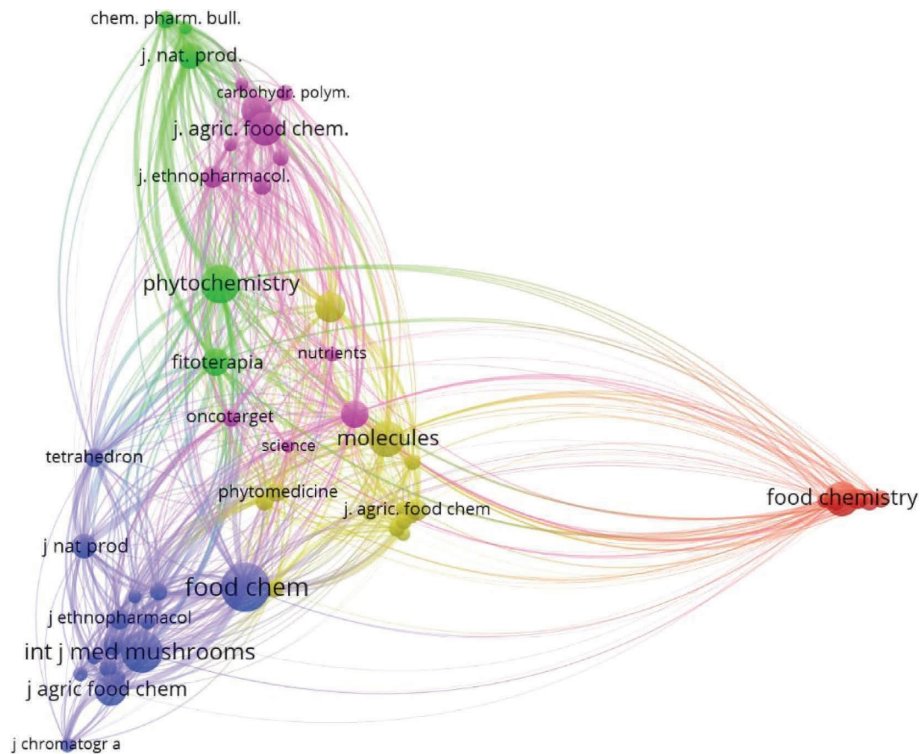 chem. pharm. bull.
j. nat. prod.
carbohydr. polym.
j. agric. food chem.
j. ethnopharmacol.
phytochemistry
nutrients
fitoterapia
oncotarget
molecules
science
tetrahedron
phytomedicine
food chemistry
j. agric. food chem
j nat prod
food chem
j ethnopharmacol
int j med mushrooms
j agric food chem
j chromatogr a